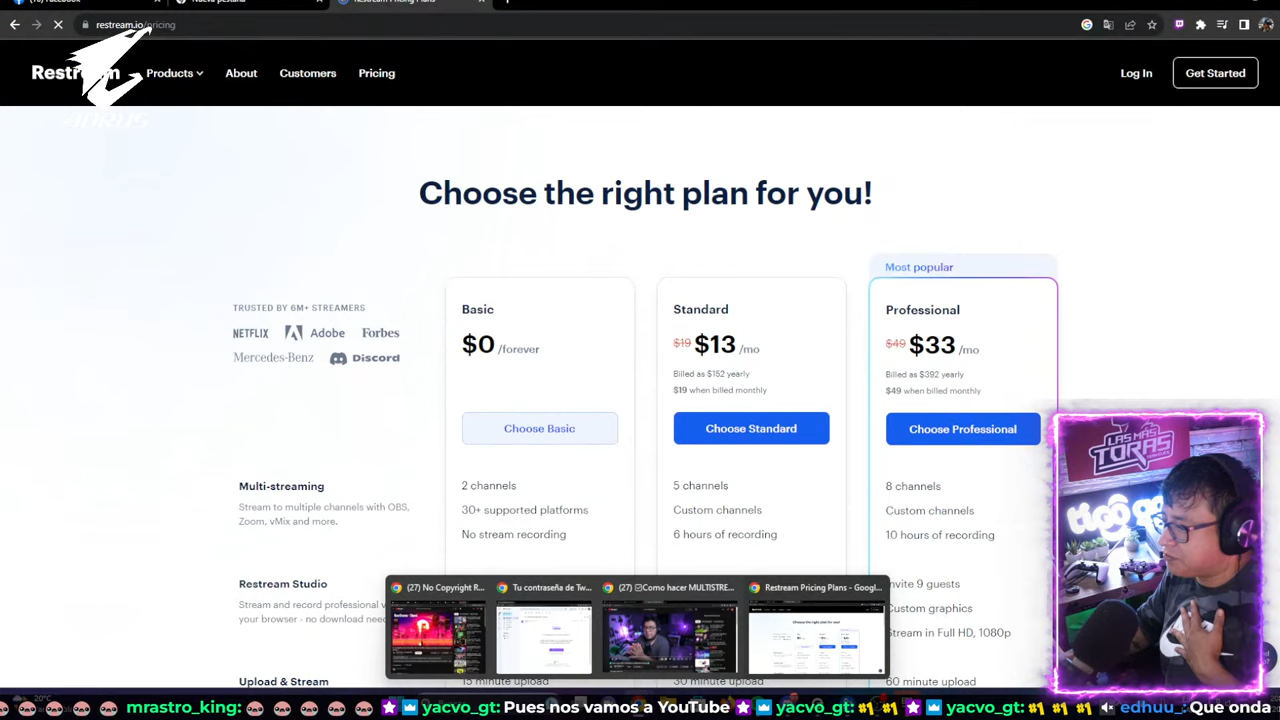 Restream Pricing Plans
restream.io/pricing
Restream
AORUS
Products
About
Customers
Pricing
Log In
Get Started
Choose the right plan for you!
Most popular
TRUSTED BY 6M+ STREAMERS
NETFLIX
Adobe
Forbes
Mercedes-Benz
Discord
Basic
$0 /forever
Choose Basic
Standard
$19 $13 /mo
Billed as $152 yearly
$19 when billed monthly
Choose Standard
Professional
$49 $33 /mo
Billed as $392 yearly
$49 when billed monthly
Choose Professional
Multi-streaming
Stream to multiple channels with OBS,
Zoom, vMix and more.
2 channels
30+ supported platforms
No stream recording
5 channels
Custom channels
6 hours of recording
8 channels
Custom channels
10 hours of recording
Restream Studio
Stream and record professional
your browser - no download
Invite 9 guests
Custom graphics
Stream in Full HD, 1080p
Upload & Stream
15 minute upload
30 minute upload
60 minute upload
(27) No Copyright R...
Tu contraseña de Tw...
(27) ☑Como hacer MULTISTRE...
Restream Pricing Plans - Googl...
LAS MÁS
TORAS
tigo
20°C
mrastro_king:
yacvo_gt: Pues nos vamos a YouTube
yacvo_gt: #1 #1
yacvo_gt: #1 #1 #1
edhuu_: Que onda